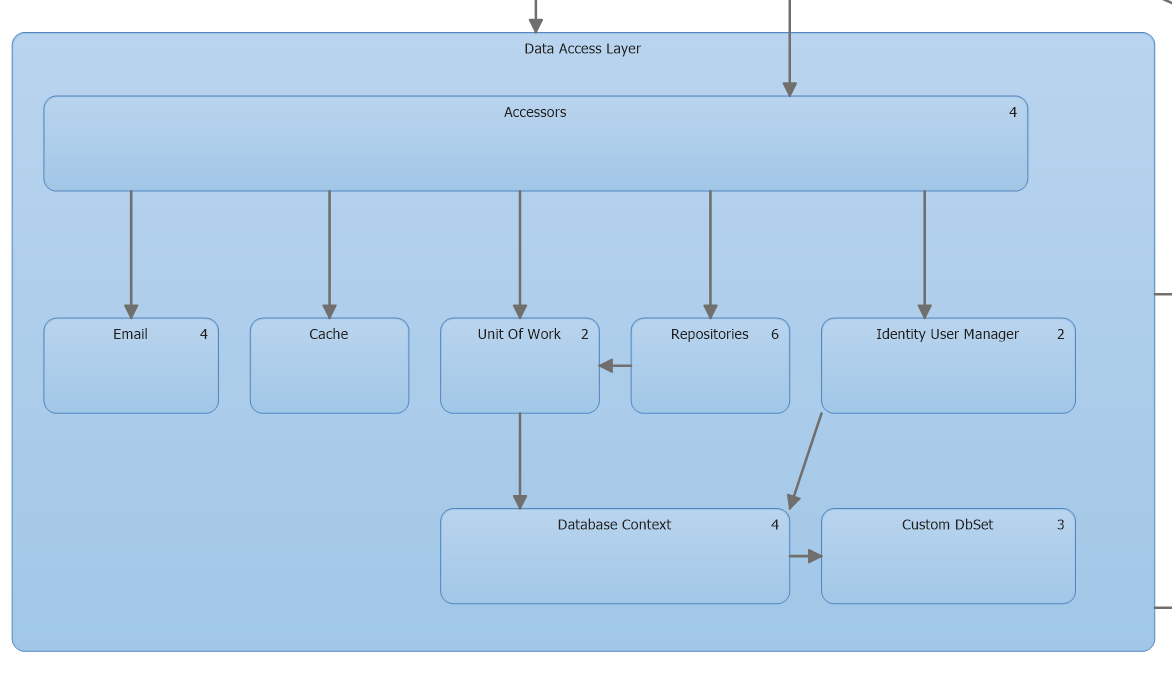 Data Access Layer
Accessors 4
Email 4
Cache
Unit Of Work 2
Repositories 6
Identity User Manager 2
Database Context 4
Custom DbSet 3